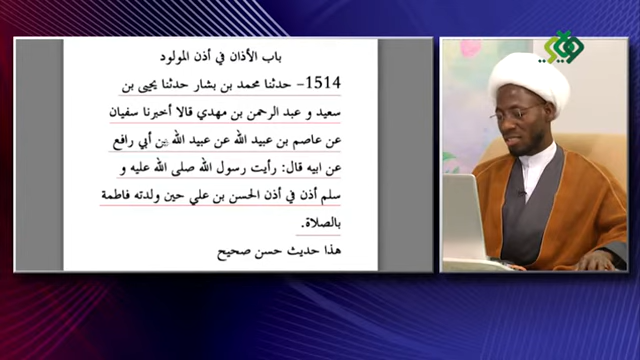 باب الأذان في أذن المولود
1514- حدثنا محمد بن بشار حدثنا يحيى بن
سعيد و عبد الرحمن بن مهدي قالا أخبرنا سفيان
عن عاصم بن عبيد الله عن عبيد الله بن أبي رافع
عن ابيه قال: رأيت رسول الله صلى الله عليه و
سلم أذن في أذن الحسن بن علي حين ولدته فاطمة
بالصلاة.
هذا حديث حسن صحيح